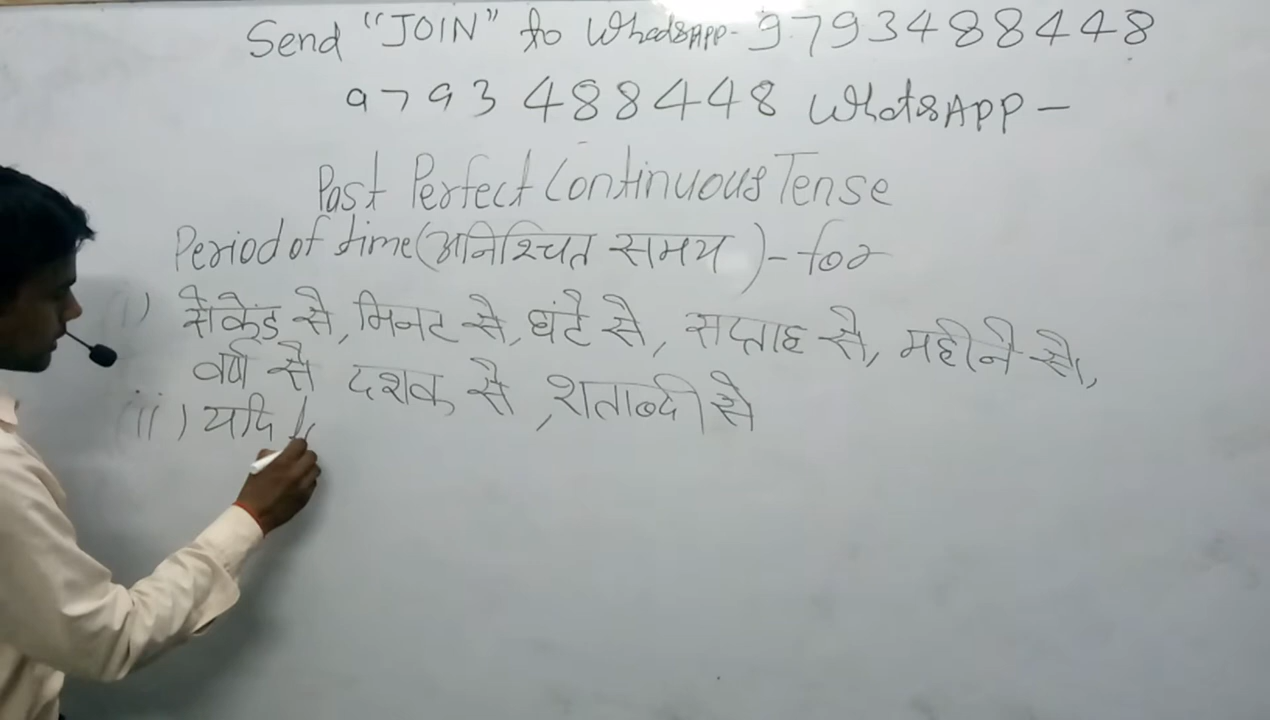 Send "JOIN" to WhatsApp- 9793488448
9793488448 WhatsApp -
Past Perfect Continuous Tense
Period of time (अनिश्चित समय) - for
(i) सेकेंड से, मिनट से, घंटे से, सप्ताह से, महीने से,
वर्ष से दशक से, शताब्दी से
(ii) यदि